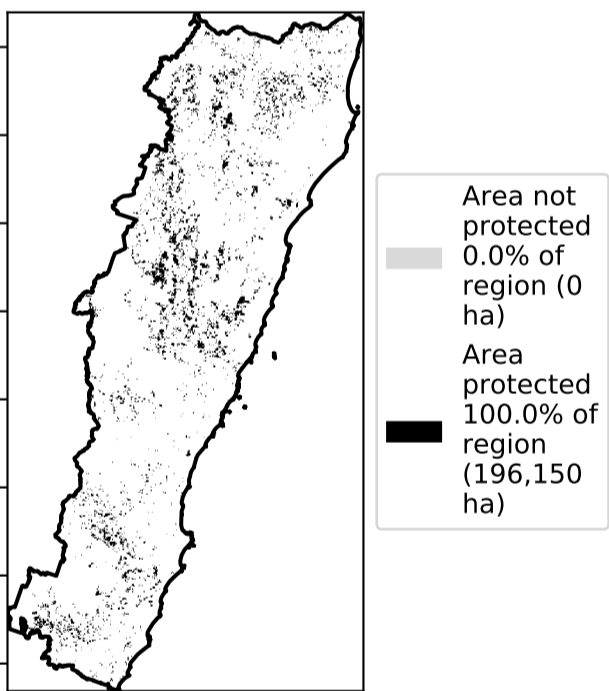 Area not
protected
0.0% of
region (0
ha)
Area
protected
100.0% of
region
(196,150
ha)